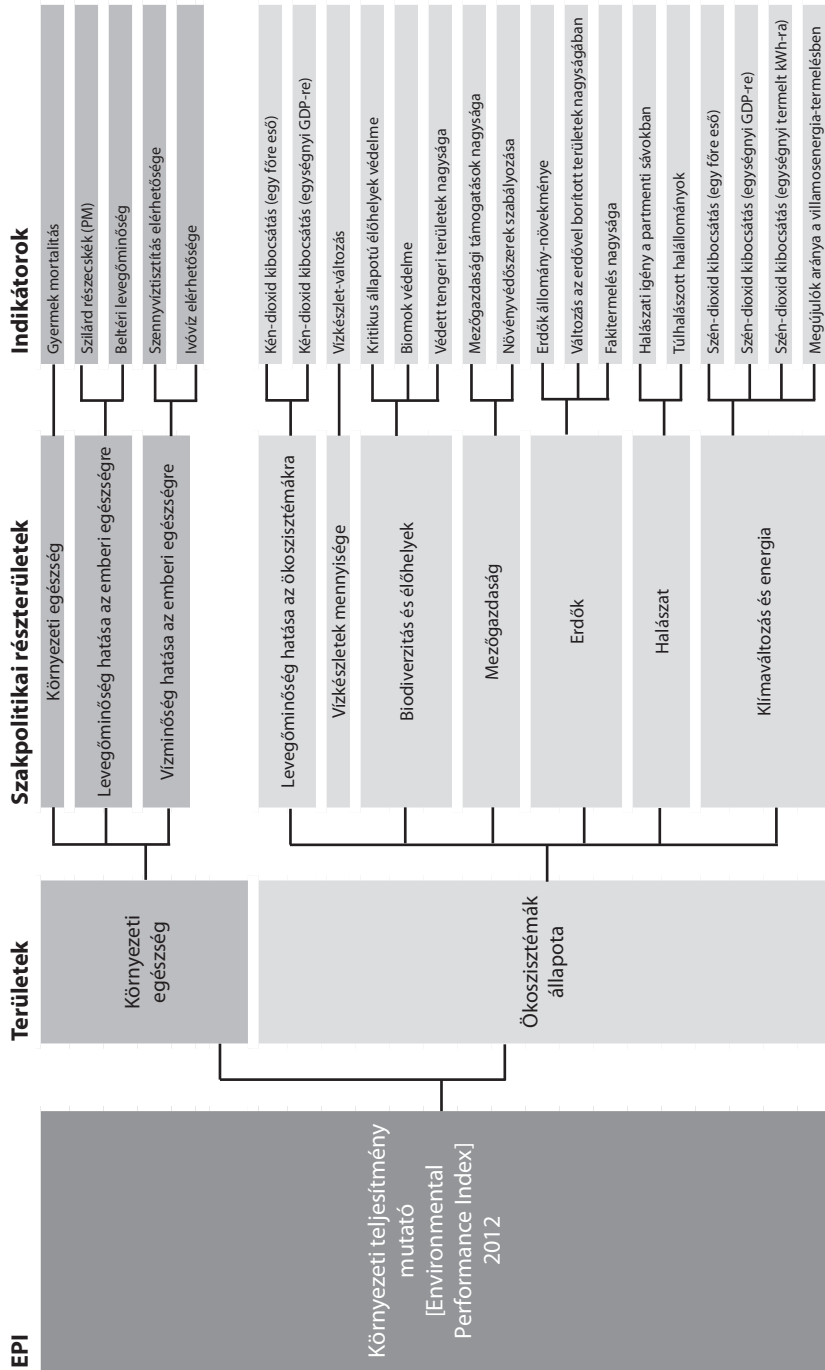 EPI
Területek
Szakpolitikai részterületek
Indikátorok
Környezeti teljesítmény
mutató
[Environmental
Performance Index]
2012
Környezeti
egészség
Ökoszisztémák
állapota
Környezeti egészség
Levegőminőség hatása az emberi egészségre
Vízminőség hatása az emberi egészségre
Levegőminőség hatása az ökoszisztémákra
Vízkészletek mennyisége
Biodiverzitás és élőhelyek
Mezőgazdaság
Erdők
Halászat
Klímaváltozás és energia
Gyermek mortalitás
Szilárd részecskék (PM)
Beltéri levegőminőség
Szennyvíztisztítás elérhetősége
Ivóvíz elérhetősége
Kén-dioxid kibocsátás (egy főre eső)
Kén-dioxid kibocsátás (egységnyi GDP-re)
Vízkészlet-változás
Kritikus állapotú élőhelyek védelme
Biomok védelme
Védett tengeri területek nagysága
Mezőgazdasági támogatások nagysága
Növényvédőszerek szabályozása
Erdők állomány-növekménye
Változás az erdővel borított területek nagyságában
Fakitermelés nagysága
Halászati igény a partmenti sávokban
Túlhalászott halállományok
Szén-dioxid kibocsátás (egy főre eső)
Szén-dioxid kibocsátás (egységnyi GDP-re)
Szén-dioxid kibocsátás (egységnyi termelt kWh-ra)
Megújulók aránya a villamosenergia-termelésben